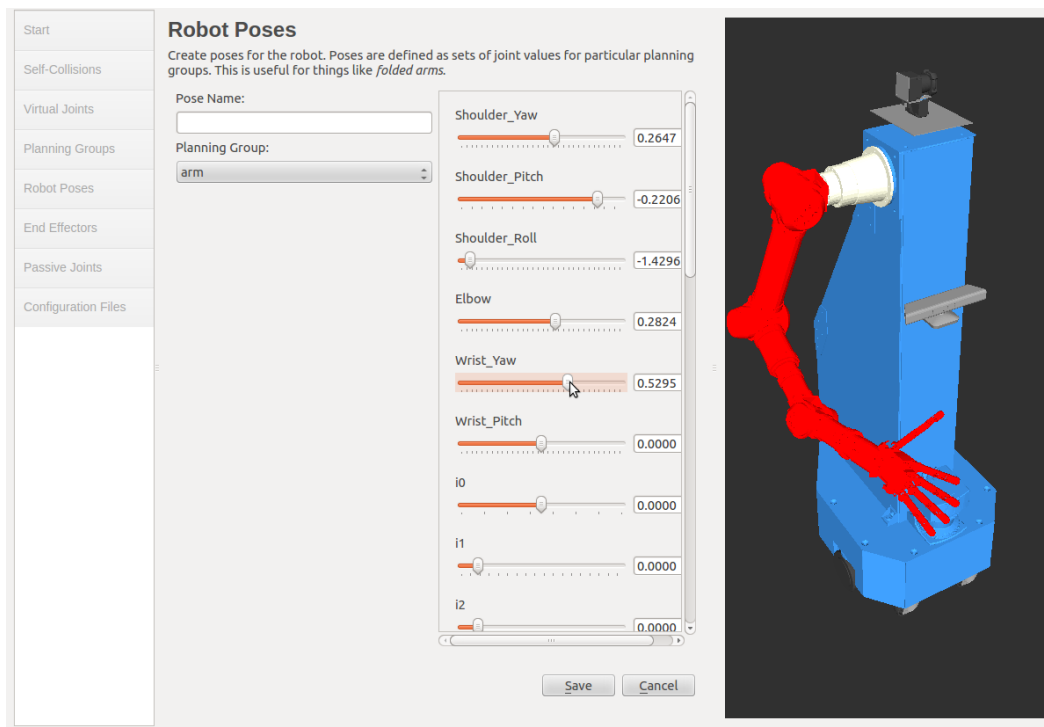 Start
Self-Collisions
Virtual Joints
Planning Groups
Robot Poses
End Effectors
Passive Joints
Configuration Files
Robot Poses
Create poses for the robot. Poses are defined as sets of joint values for particular planning
groups. This is useful for things like folded arms.
Pose Name:
Planning Group:
arm
Shoulder_Yaw
0.2647
Shoulder_Pitch
-0.2206
Shoulder_Roll
-1.4296
Elbow
0.2824
Wrist_Yaw
0.5295
Wrist_Pitch
0.0000
i0
0.0000
i1
0.0000
i2
0.0000
Save
Cancel